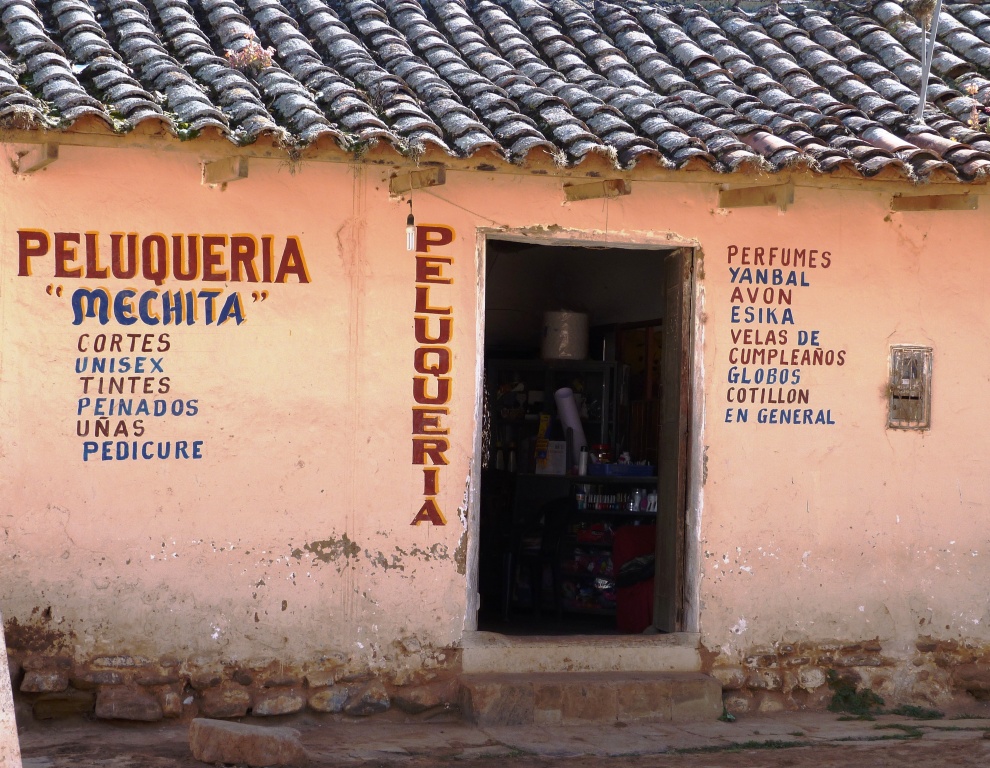 PELUQUERIA
"MECHITA"
CORTES
UNISEX
TINTES
PEINADOS
UÑAS
PEDICURE
PELUQUERIA
PERFUMES
YANBAL
AVON
ESIKA
VELAS DE
CUMPLEAÑOS
GLOBOS
COTILLON
EN GENERAL